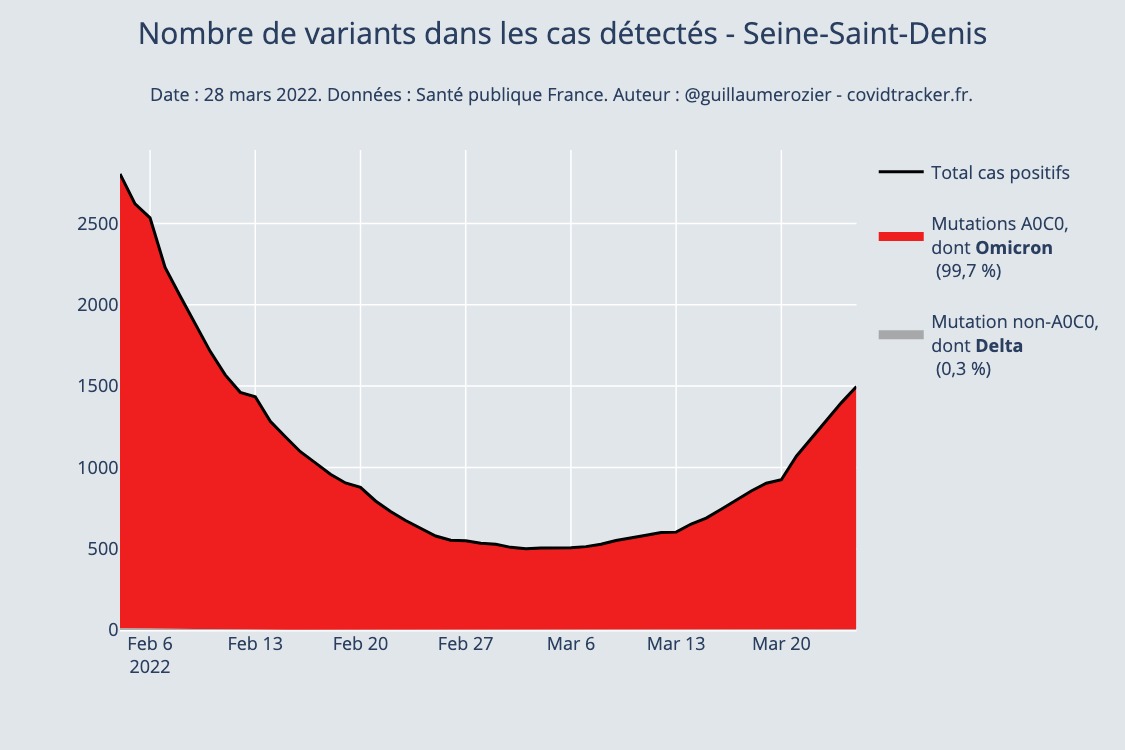 Nombre de variants dans les cas détectés - Seine-Saint-Denis
Date : 28 mars 2022. Données : Santé publique France. Auteur : @guillaumerozier - covidtracker.fr.
Total cas positifs
Mutations A0C0,
dont Omicron
(99,7 %)
Mutation non-A0C0,
dont Delta
(0,3 %)
2500
2000
1500
1000
500
0
Feb 6 Feb 13 Feb 20 Feb 27 Mar 6 Mar 13 Mar 20
2022